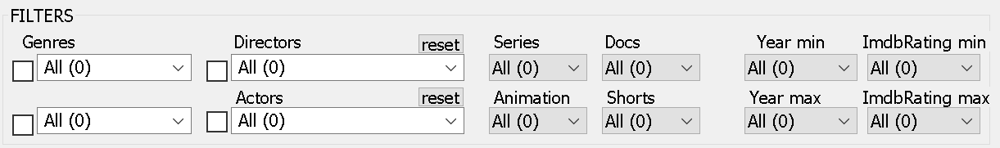 FILTERS
Genres Directors reset Series Docs Year min ImdbRating min
All (0) All (0) All (0) All (0) All (0) All (0)
Actors reset Animation Shorts Year max ImdbRating max
All (0) All (0) All (0) All (0) All (0) All (0)